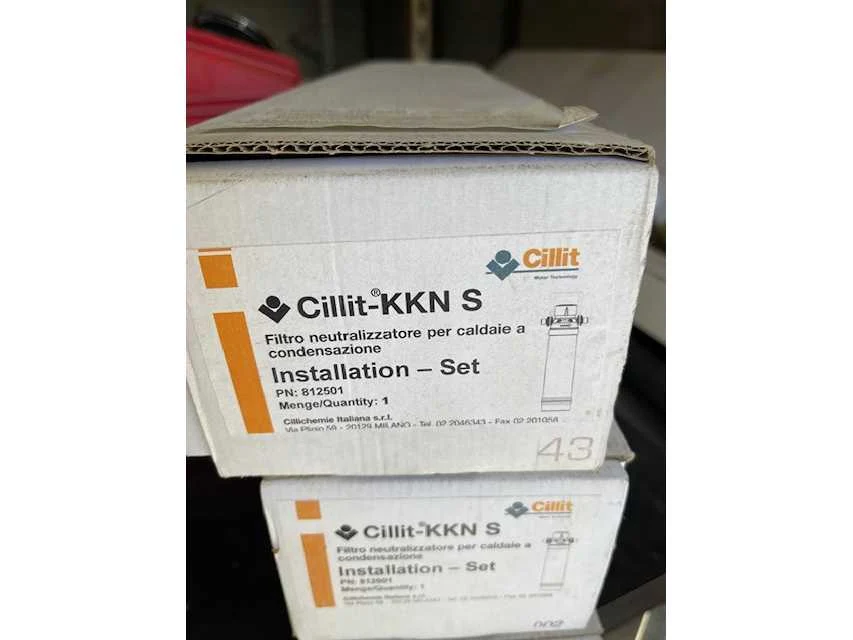 Cillit
Water Technology
Cillit-®KKN S
Filtro neutralizzatore per caldaie a
condensazione
Installation – Set
PN: 812501
Menge/Quantity: 1
Cillichemie Italiana s.r.l.
Via Plinio 59 - 20129 MILANO - Tel. 02 2046343 - Fax 02 201058
43
Cillit
Cillit-®KKN S
Filtro neutralizzatore per caldaie a
condensazione
Installation – Set
PN: 812501
Menge/Quantity: 1
Cillichemie Italiana s.r.l.